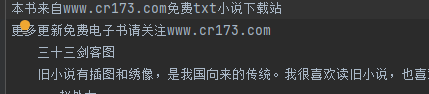 本书来自www.cr173.com免费txt小说下载站
更多更新免费电子书请关注www.cr173.com
三十三剑客图
旧小说有插图和绣像，是我国向来的传统。我很喜欢读旧小说，也喜